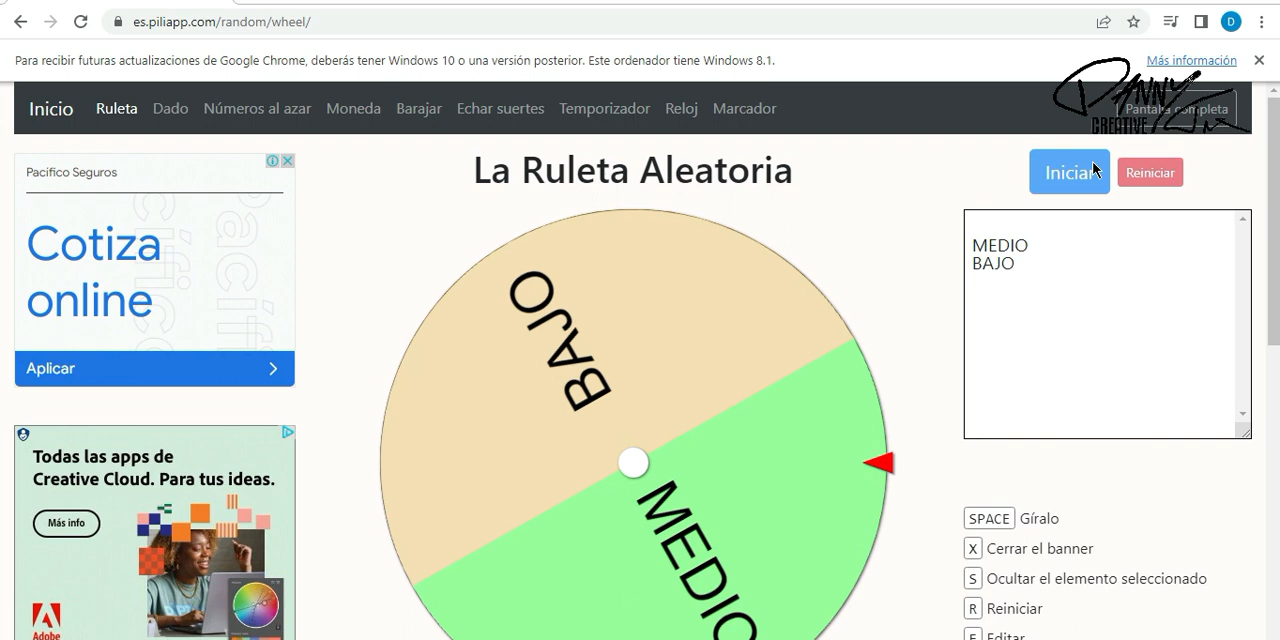 es.piliapp.com/random/wheel/
D
Para recibir futuras actualizaciones de Google Chrome, deberás tener Windows 10 o una versión posterior. Este ordenador tiene Windows 8.1.
Más información
Inicio Ruleta Dado Números al azar Moneda Barajar Echar suertes Temporizador Reloj Marcador
Pantalla completa
DANNY
CREATIVE
Pacífico Seguros
Cotiza
online
Aplicar
La Ruleta Aleatoria
Iniciar Reiniciar
MEDIO
BAJO
BAJO
MEDIO
Todas las apps de
Creative Cloud. Para tus ideas.
Más info
Adobe
SPACE Gíralo
X Cerrar el banner
S Ocultar el elemento seleccionado
R Reiniciar
E Editar